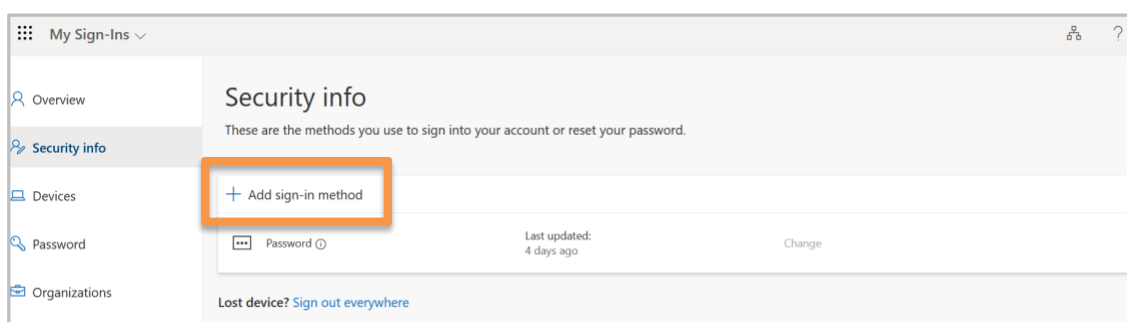 My Sign-Ins
?
Overview
Security info
Devices
Password
Organizations
Security info
These are the methods you use to sign into your account or reset your password.
+ Add sign-in method
Password
Last updated:
4 days ago
Change
Lost device? Sign out everywhere